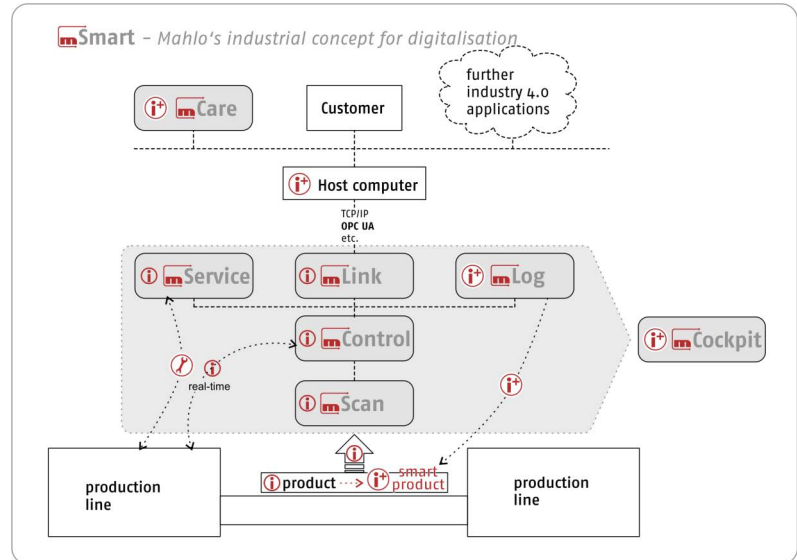 mSmart – Mahlo's industrial concept for digitalisation
further
industry 4.0
applications
i+ mCare
Customer
i+ Host computer
TCP/IP
OPC UA
etc.
i mService
i mLink
i+ mLog
i mControl
i+ mCockpit
i
real-time
i+
i mScan
i
i product
i+ smart
product
production
line
production
line